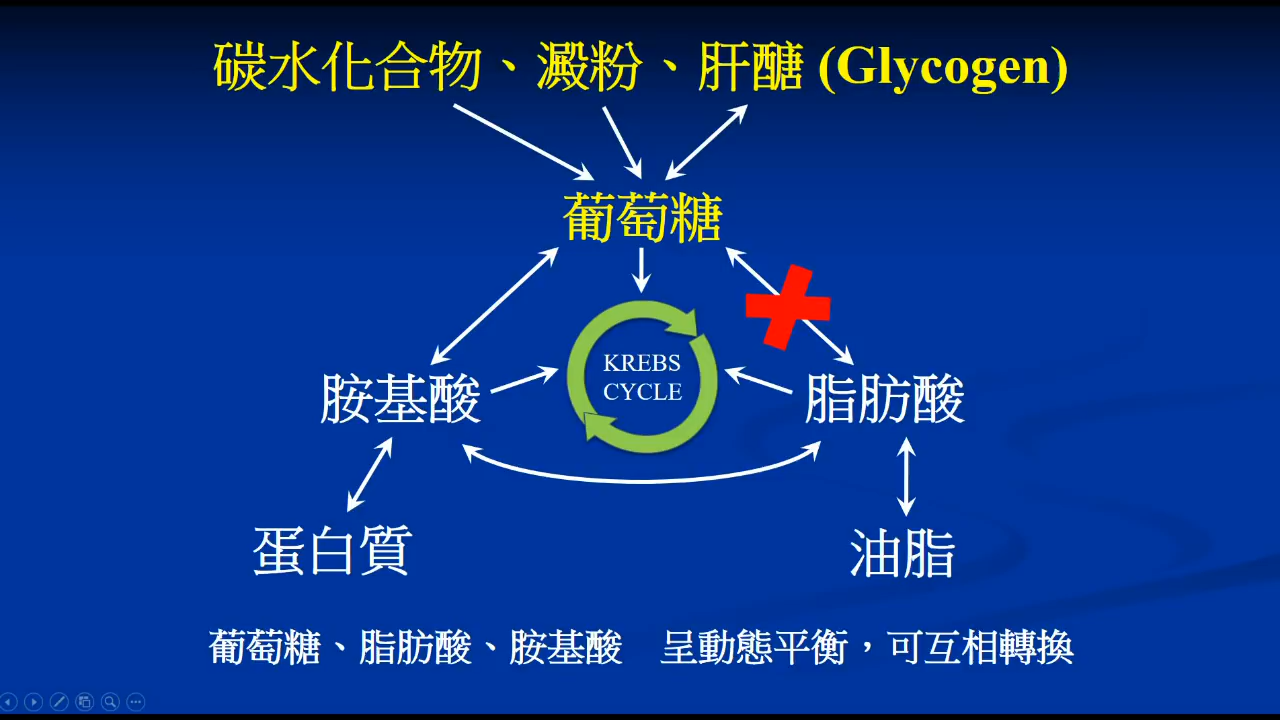 碳水化合物、澱粉、肝醣 (Glycogen)
葡萄糖
KREBS
CYCLE
胺基酸
脂肪酸
蛋白質
油脂
葡萄糖、脂肪酸、胺基酸 呈動態平衡，可互相轉換